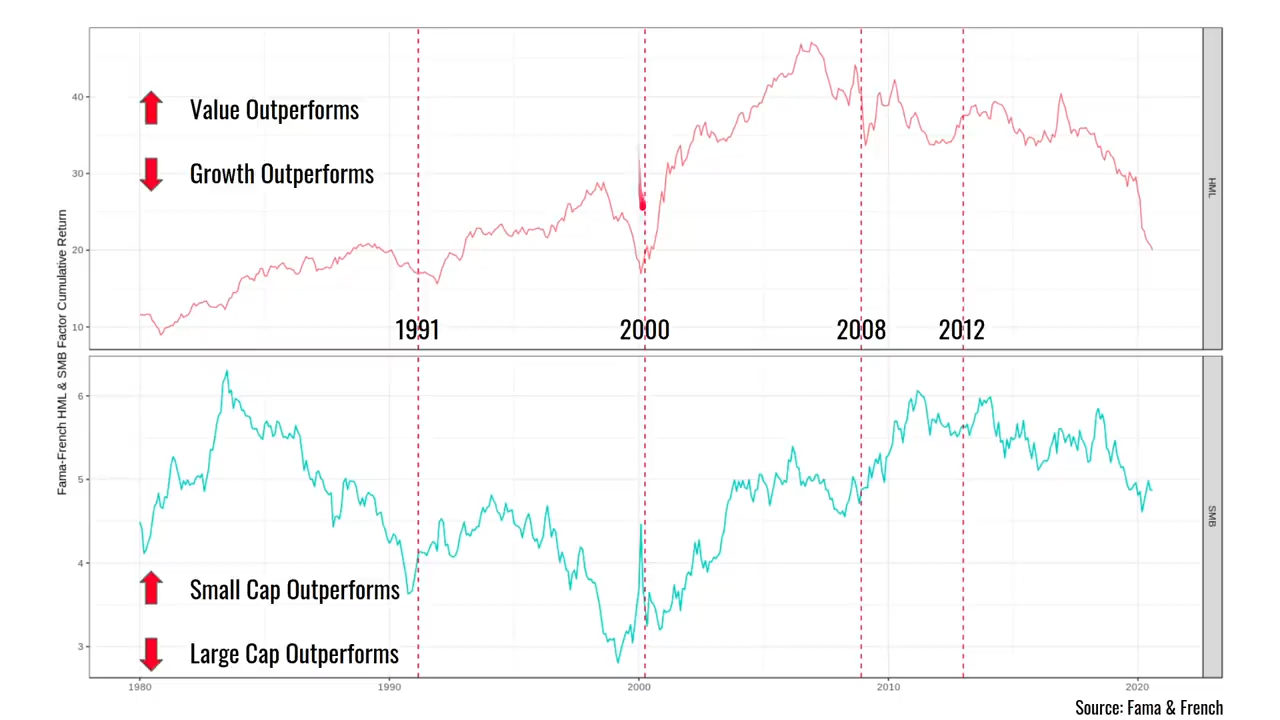 Fama-French HML & SMB Factor Cumulative Return
40
30
20
10
Value Outperforms
Growth Outperforms
1991
2000
2008
2012
HML
6
5
4
3
Small Cap Outperforms
Large Cap Outperforms
SMB
1980
1990
2000
2010
2020
Source: Fama & French